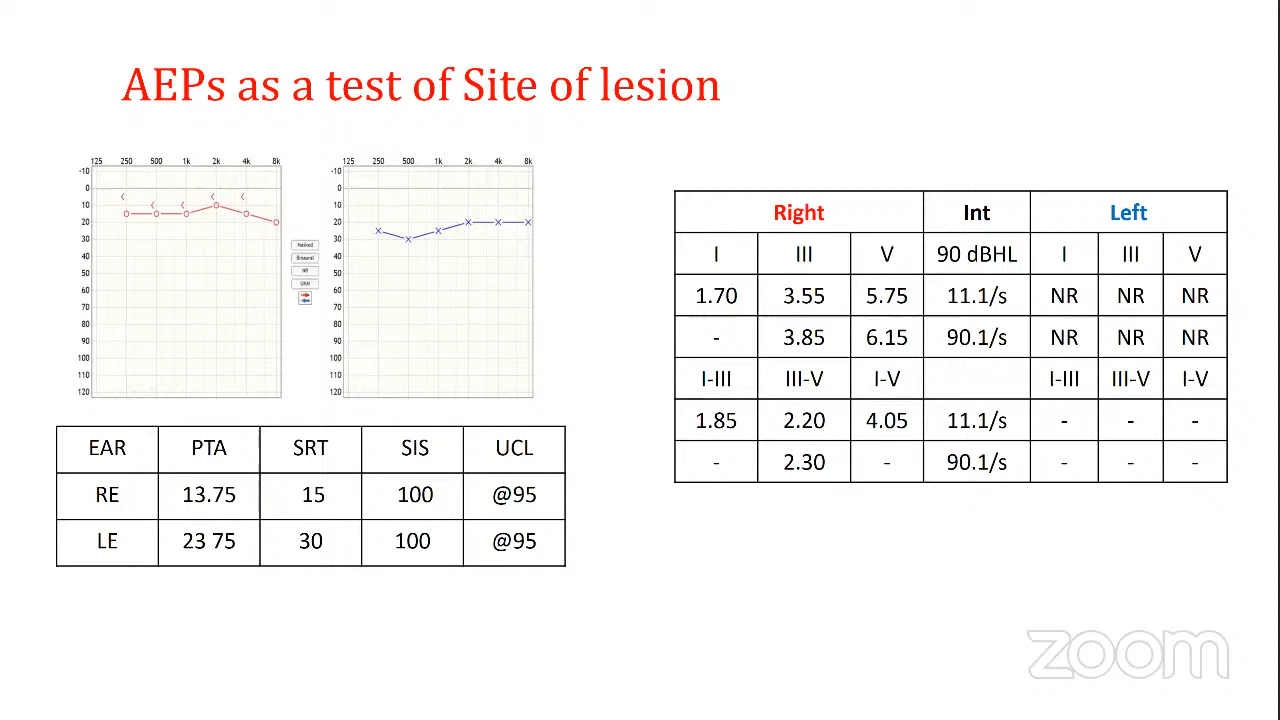 AEPs as a test of Site of lesion
125 250 500 1k 2k 4k 8k
-10
0
10
20
30
40
50
60
70
80
90
100
110
120
Masked
Binaural
NR
UNM
125 250 500 1k 2k 4k 8k
-10
0
10
20
30
40
50
60
70
80
90
100
110
120
EAR PTA SRT SIS UCL
RE 13.75 15 100 @95
LE 23 75 30 100 @95
Right Int Left
I III V 90 dBHL I III V
1.70 3.55 5.75 11.1/s NR NR NR
- 3.85 6.15 90.1/s NR NR NR
I-III III-V I-V I-III III-V I-V
1.85 2.20 4.05 11.1/s - - -
- 2.30 - 90.1/s - - -
zoom